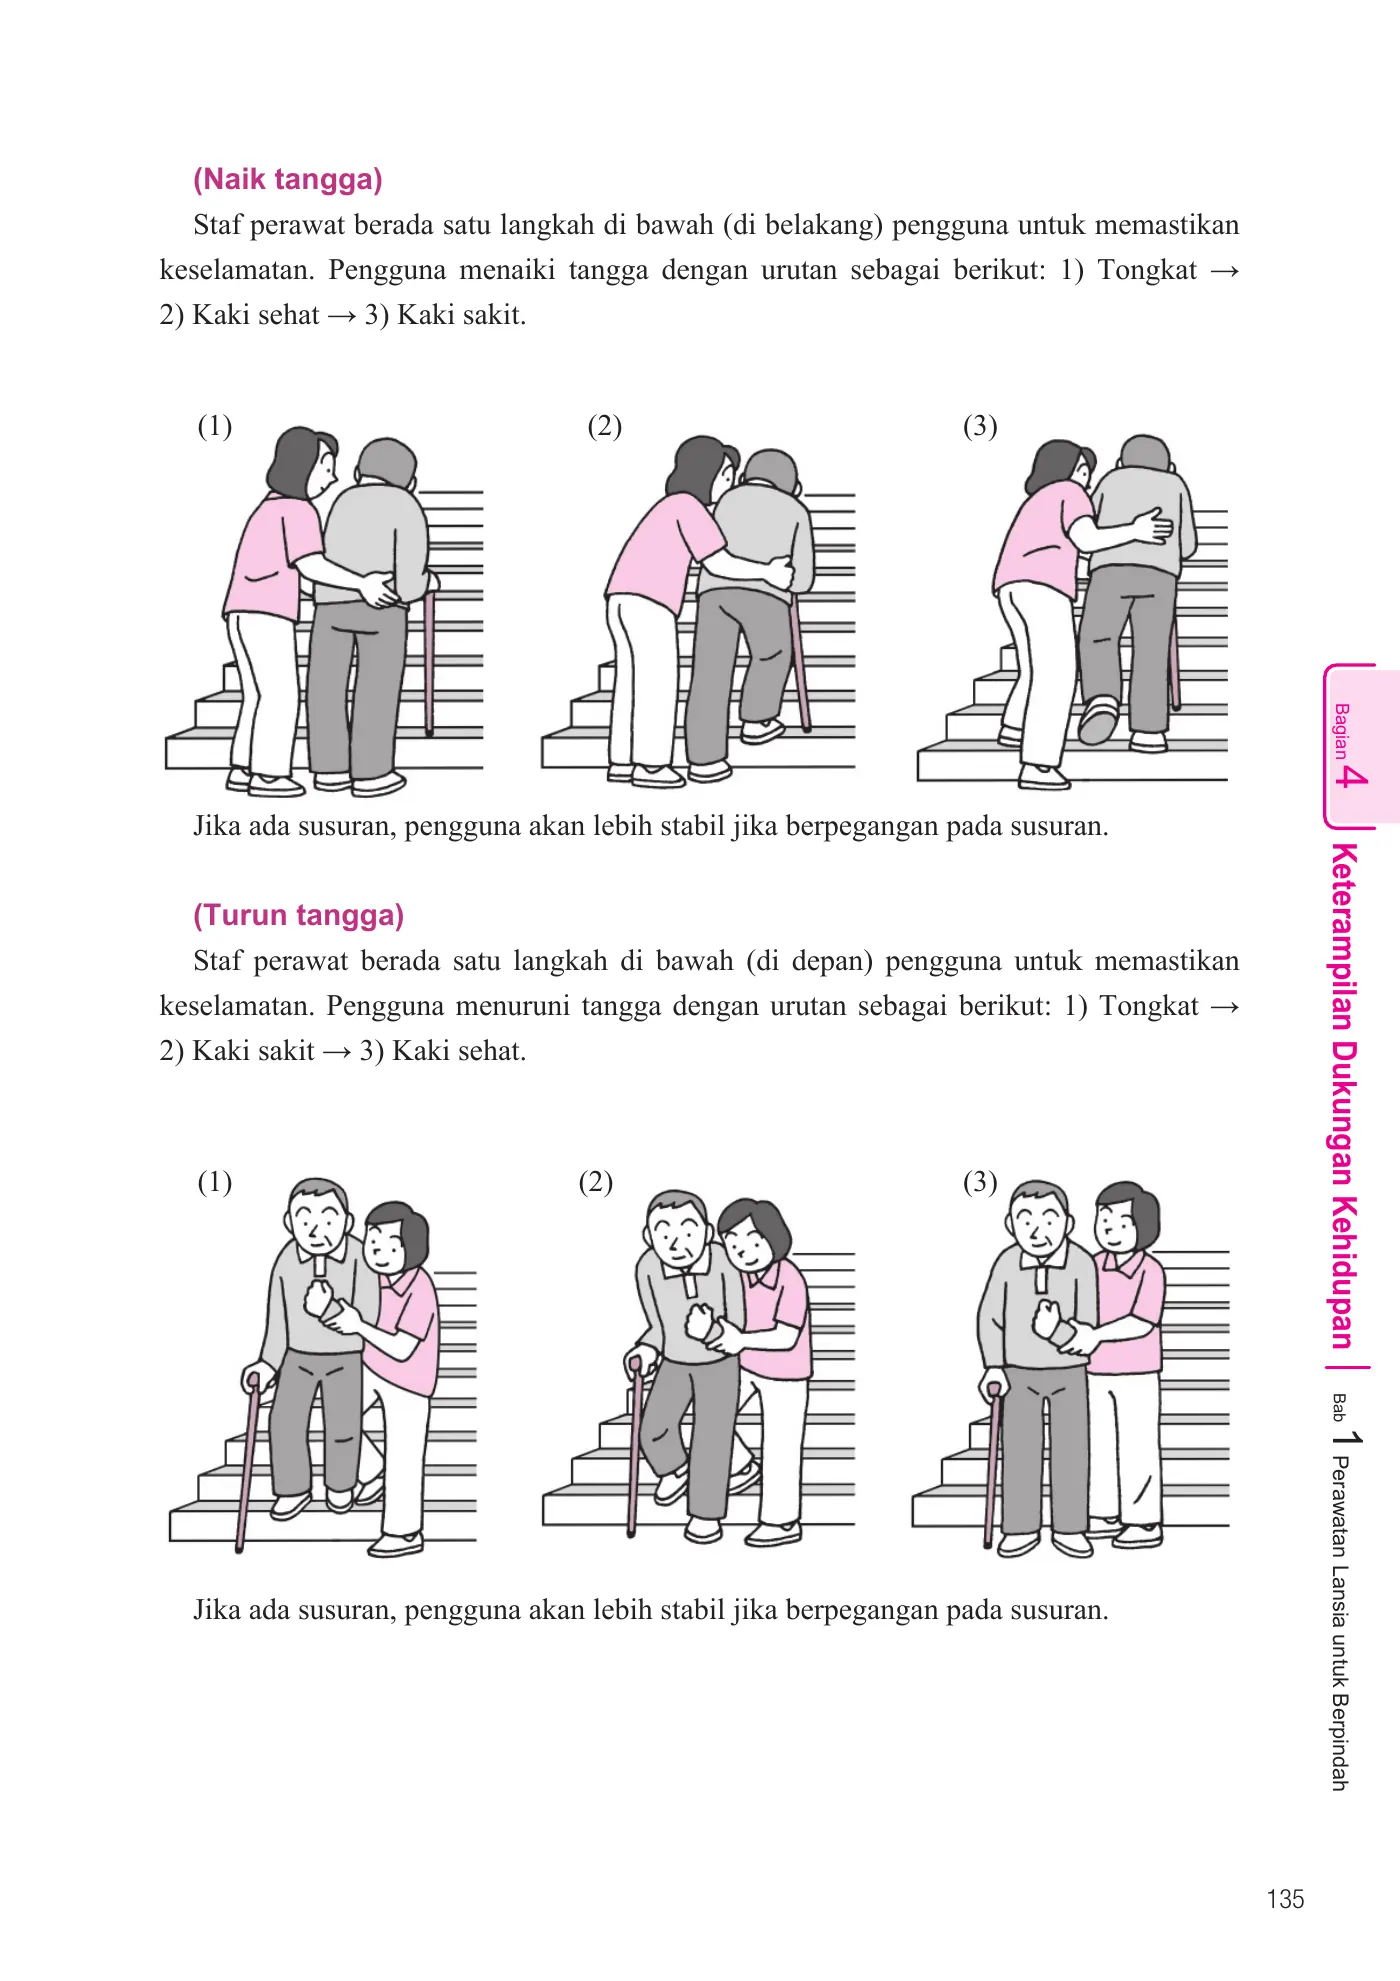 (Naik tangga)
Staf perawat berada satu langkah di bawah (di belakang) pengguna untuk memastikan
keselamatan. Pengguna menaiki tangga dengan urutan sebagai berikut: 1) Tongkat →
2) Kaki sehat → 3) Kaki sakit.
(1)
(2)
(3)
Jika ada susuran, pengguna akan lebih stabil jika berpegangan pada susuran.
(Turun tangga)
Staf perawat berada satu langkah di bawah (di depan) pengguna untuk memastikan
keselamatan. Pengguna menuruni tangga dengan urutan sebagai berikut: 1) Tongkat →
2) Kaki sakit → 3) Kaki sehat.
(1)
(2)
(3)
Jika ada susuran, pengguna akan lebih stabil jika berpegangan pada susuran.
Bagian 4 Keterampilan Dukungan Kehidupan | Bab 1 Perawatan Lansia untuk Berpindah
135